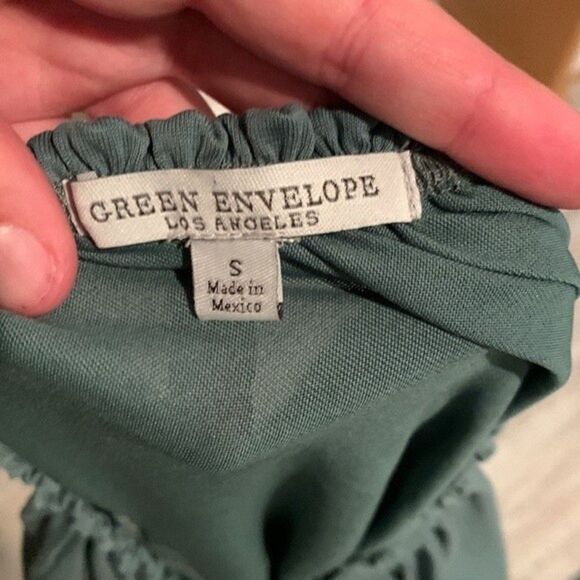 GREEN ENVELOPE
LOS ANGELES
S
Made in
Mexico